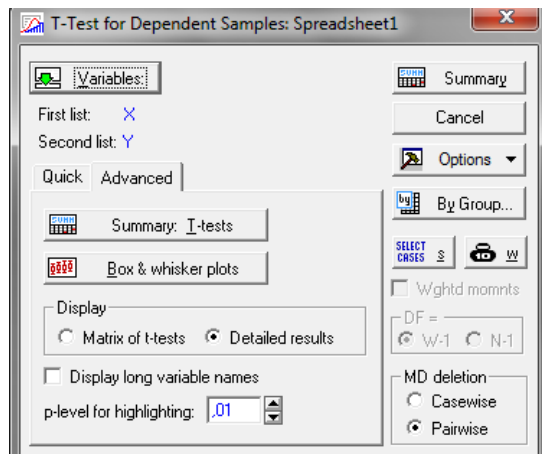 T-Test for Dependent Samples: Spreadsheet1
Variables:
First list: X
Second list: Y
Quick Advanced
Summary: T-tests
Box & whisker plots
Display
Matrix of t-tests Detailed results
Display long variable names
p-level for highlighting: ,01
Summary
Cancel
Options
By Group...
SELECT CASES S W
Wghtd momnts
DF =
W-1 N-1
MD deletion
Casewise
Pairwise